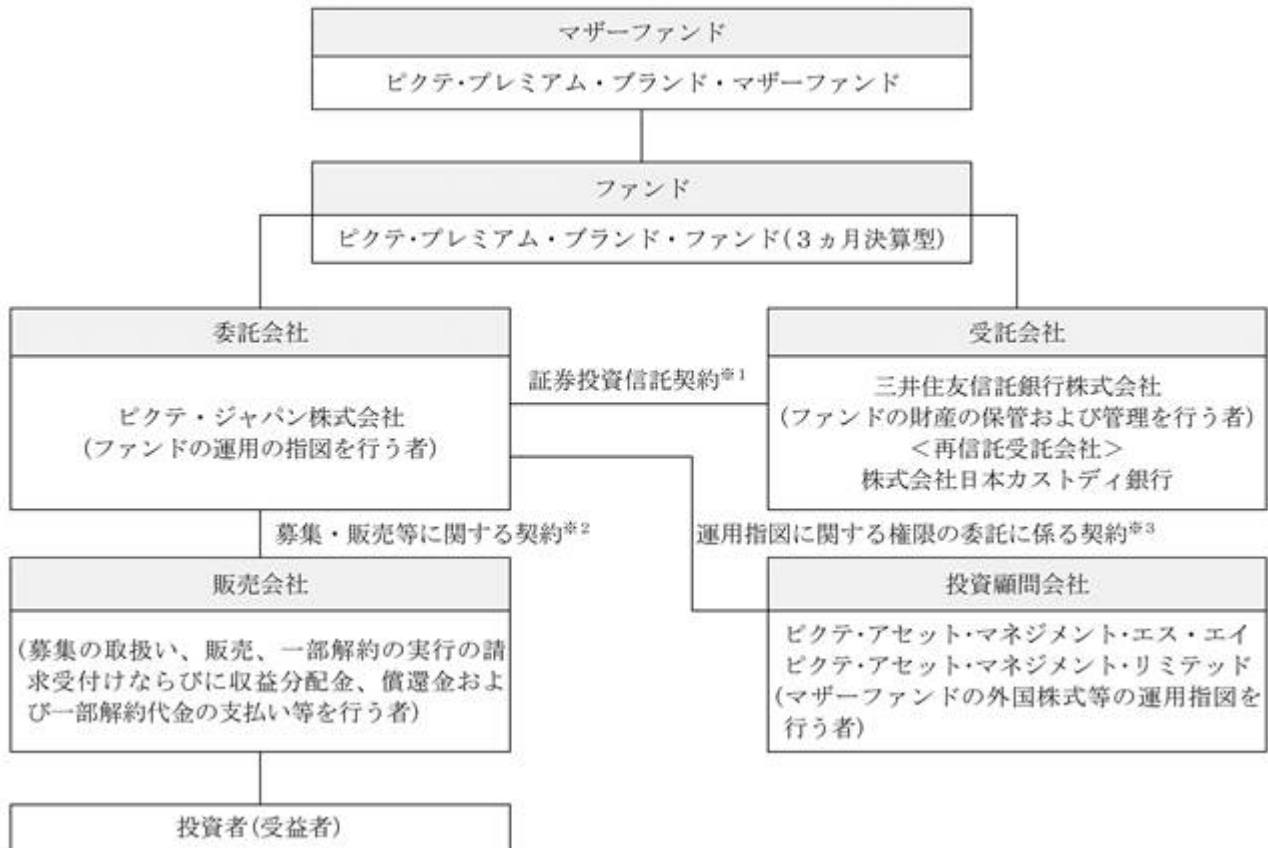 マザーファンド
ピクテ・プレミアム・ブランド・マザーファンド
ファンド
ピクテ・プレミアム・ブランド・ファンド(3ヵ月決算型)
委託会社
ピクテ・ジャパン株式会社
(ファンドの運用の指図を行う者)
証券投資信託契約※1
受託会社
三井住友信託銀行株式会社
(ファンドの財産の保管および管理を行う者)
<再信託受託会社>
株式会社日本カストディ銀行
募集・販売等に関する契約※2
運用指図に関する権限の委託に係る契約※3
販売会社
(募集の取扱い、販売、一部解約の実行の請
求受付けならびに収益分配金、償還金およ
び一部解約代金の支払い等を行う者)
投資顧問会社
ピクテ・アセット・マネジメント・エス・エイ
ピクテ・アセット・マネジメント・リミテッド
(マザーファンドの外国株式等の運用指図を
行う者)
投資者(受益者)